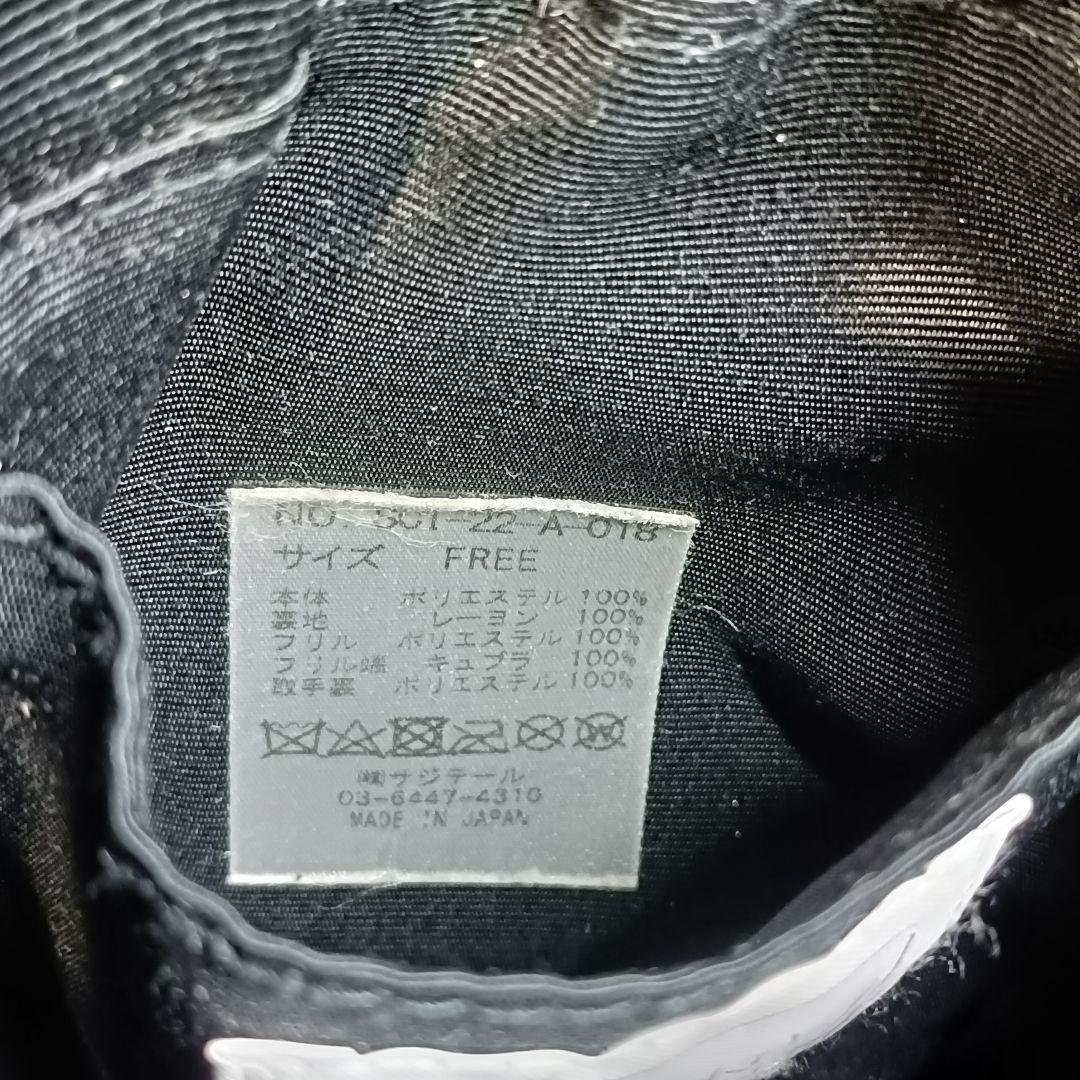 NO S01-22-A-018
サイズ FREE
本体 ポリエステル 100%
裏地 レーヨン 100%
フリル ポリエステル 100%
フリル端 キュプラ 100%
取手裏 ポリエステル 100%
㈱サジテール
03-6447-4316
MADE IN JAPAN